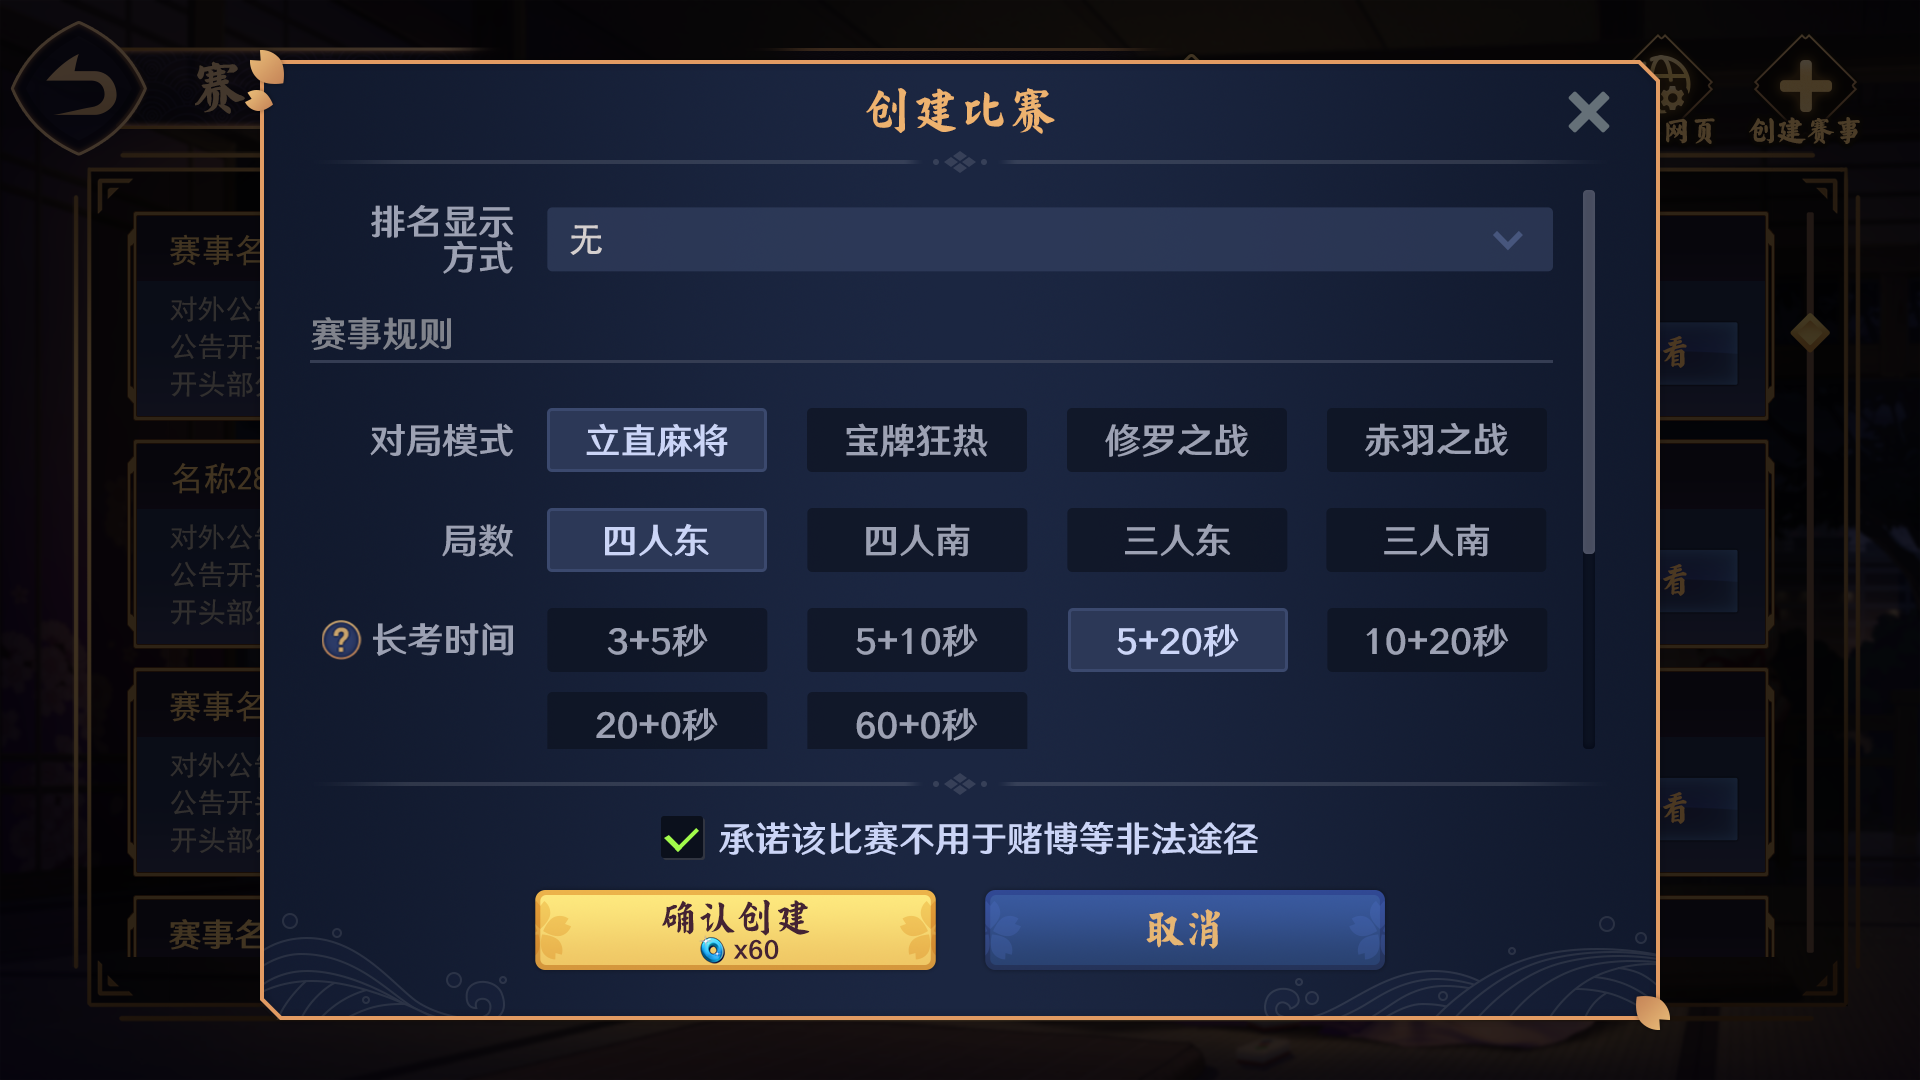 赛
创建比赛
网页
创建赛事
排名显示
方式
无
赛事规则
对局模式
立直麻将
宝牌狂热
修罗之战
赤羽之战
局数
四人东
四人南
三人东
三人南
?
长考时间
3+5秒
5+10秒
5+20秒
10+20秒
20+0秒
60+0秒
承诺该比赛不用于赌博等非法途径
确认创建
x60
取消
赛事名
对外公
公告开
开头部
看
名称28
对外公
公告开
开头部
看
赛事名
对外公
公告开
开头部
看
赛事名